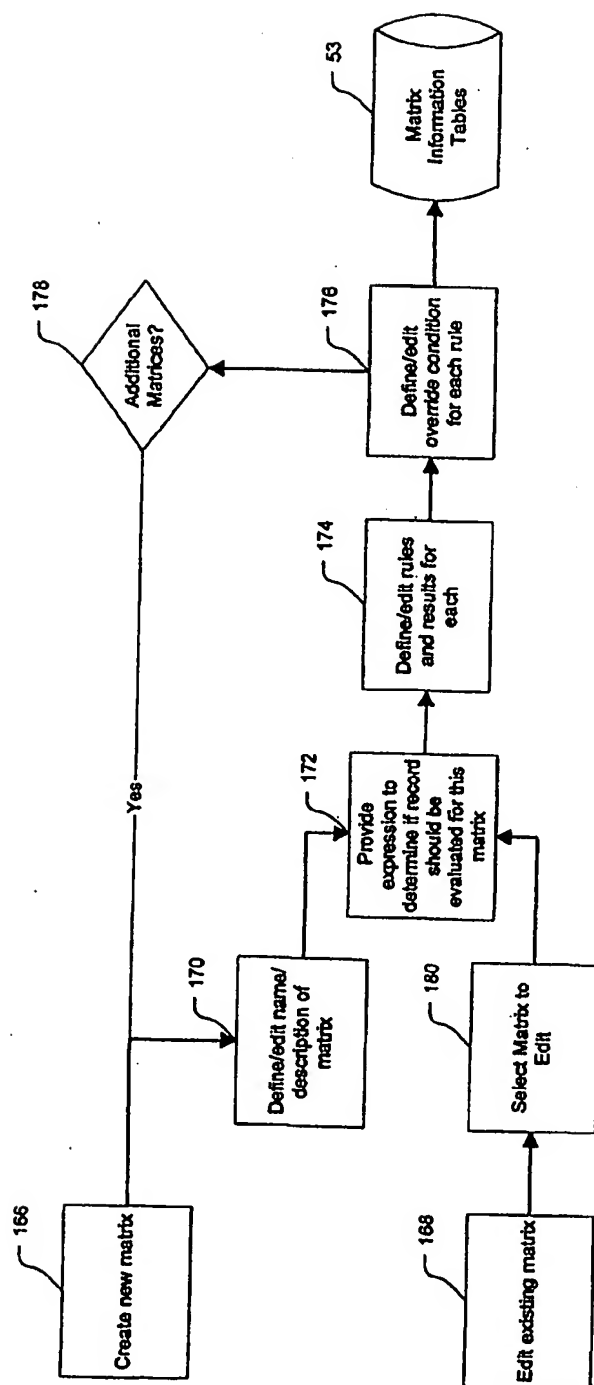 166
Create new matrix
168
Edit existing matrix
Yes
170
Define/edit name/
description of
matrix
180
Select Matrix to
Edit
172
Provide
expression to
determine if record
should be
evaluated for this
matrix
174
Define/edit rules
and results for
each
178
Additional
Matrices?
176
Define/edit
override condition
for each rule
53
Matrix
Information
Tables